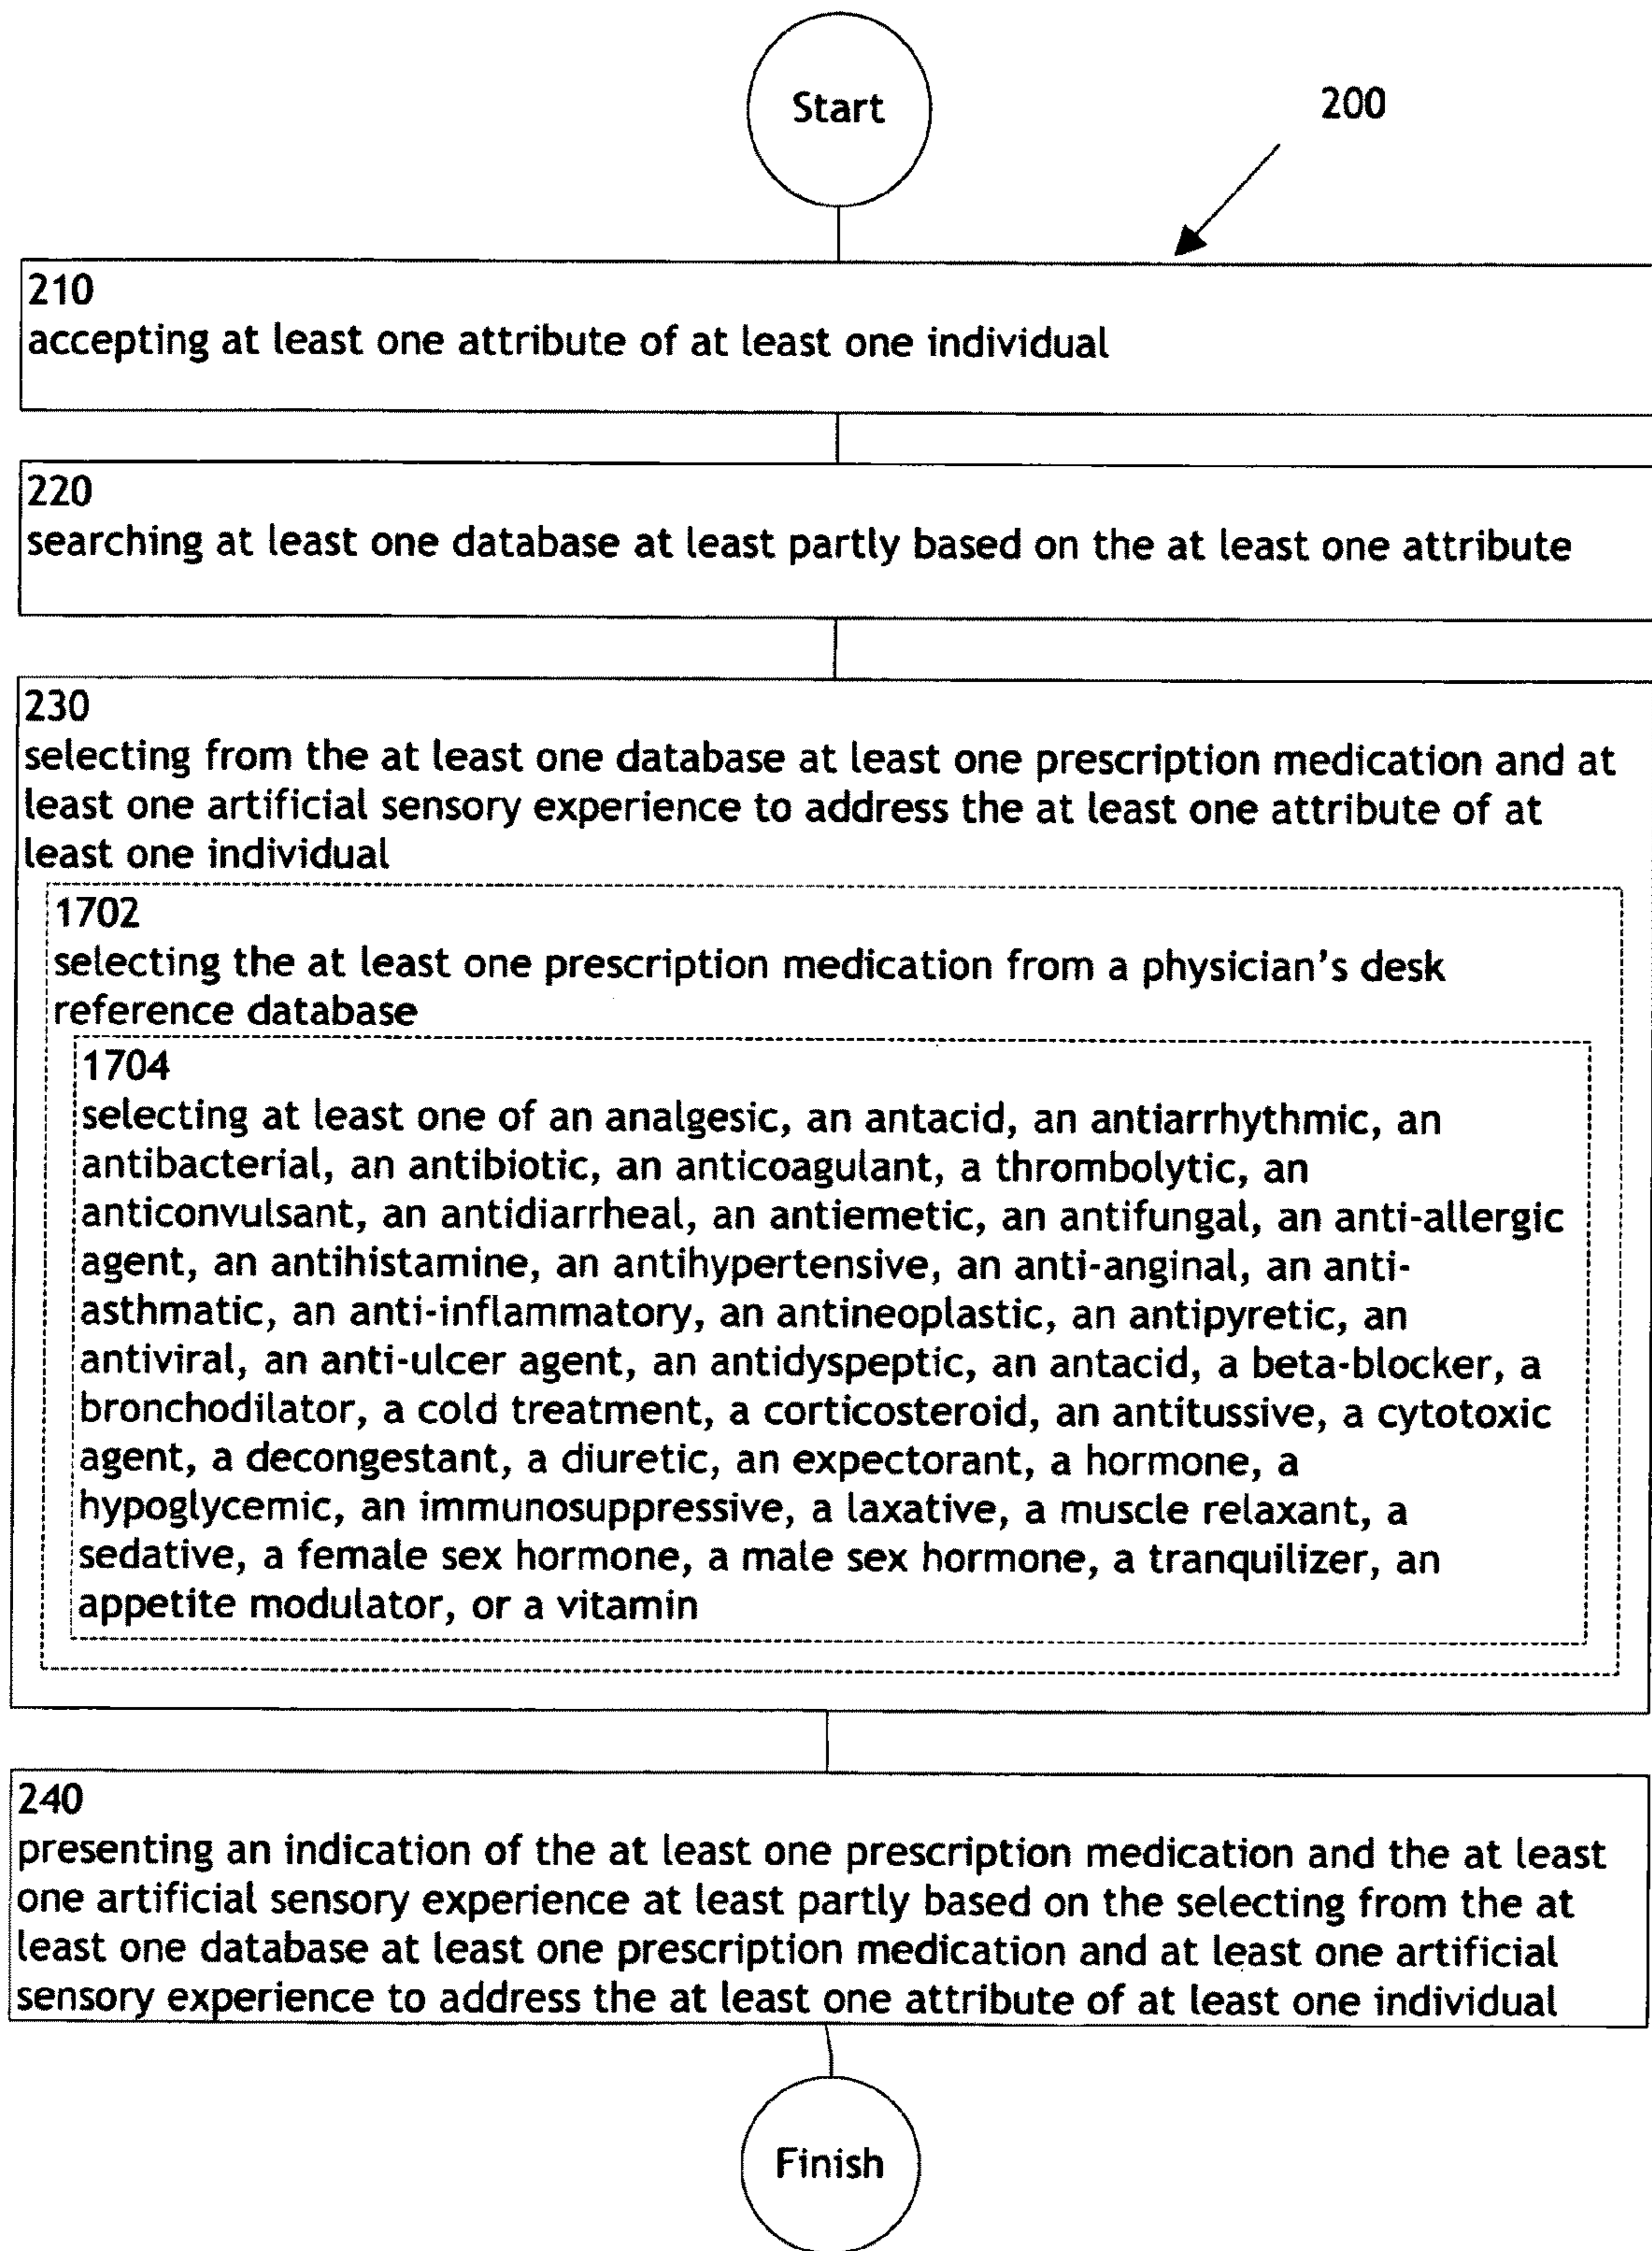 Start
200
210
accepting at least one attribute of at least one individual
220
searching at least one database at least partly based on the at least one attribute
230
selecting from the at least one database at least one prescription medication and at
least one artificial sensory experience to address the at least one attribute of at
least one individual
1702
selecting the at least one prescription medication from a physician's desk
reference database
1704
selecting at least one of an analgesic, an antacid, an antiarrhythmic, an
antibacterial, an antibiotic, an anticoagulant, a thrombolytic, an
anticonvulsant, an antidiarrheal, an antiemetic, an antifungal, an anti-allergic
agent, an antihistamine, an antihypertensive, an anti-anginal, an anti-
asthmatic, an anti-inflammatory, an antineoplastic, an antipyretic, an
antiviral, an anti-ulcer agent, an antidyspeptic, an antacid, a beta-blocker, a
bronchodilator, a cold treatment, a corticosteroid, an antitussive, a cytotoxic
agent, a decongestant, a diuretic, an expectorant, a hormone, a
hypoglycemic, an immunosuppressive, a laxative, a muscle relaxant, a
sedative, a female sex hormone, a male sex hormone, a tranquilizer, an
appetite modulator, or a vitamin
240
presenting an indication of the at least one prescription medication and the at least
one artificial sensory experience at least partly based on the selecting from the at
least one database at least one prescription medication and at least one artificial
sensory experience to address the at least one attribute of at least one individual
Finish